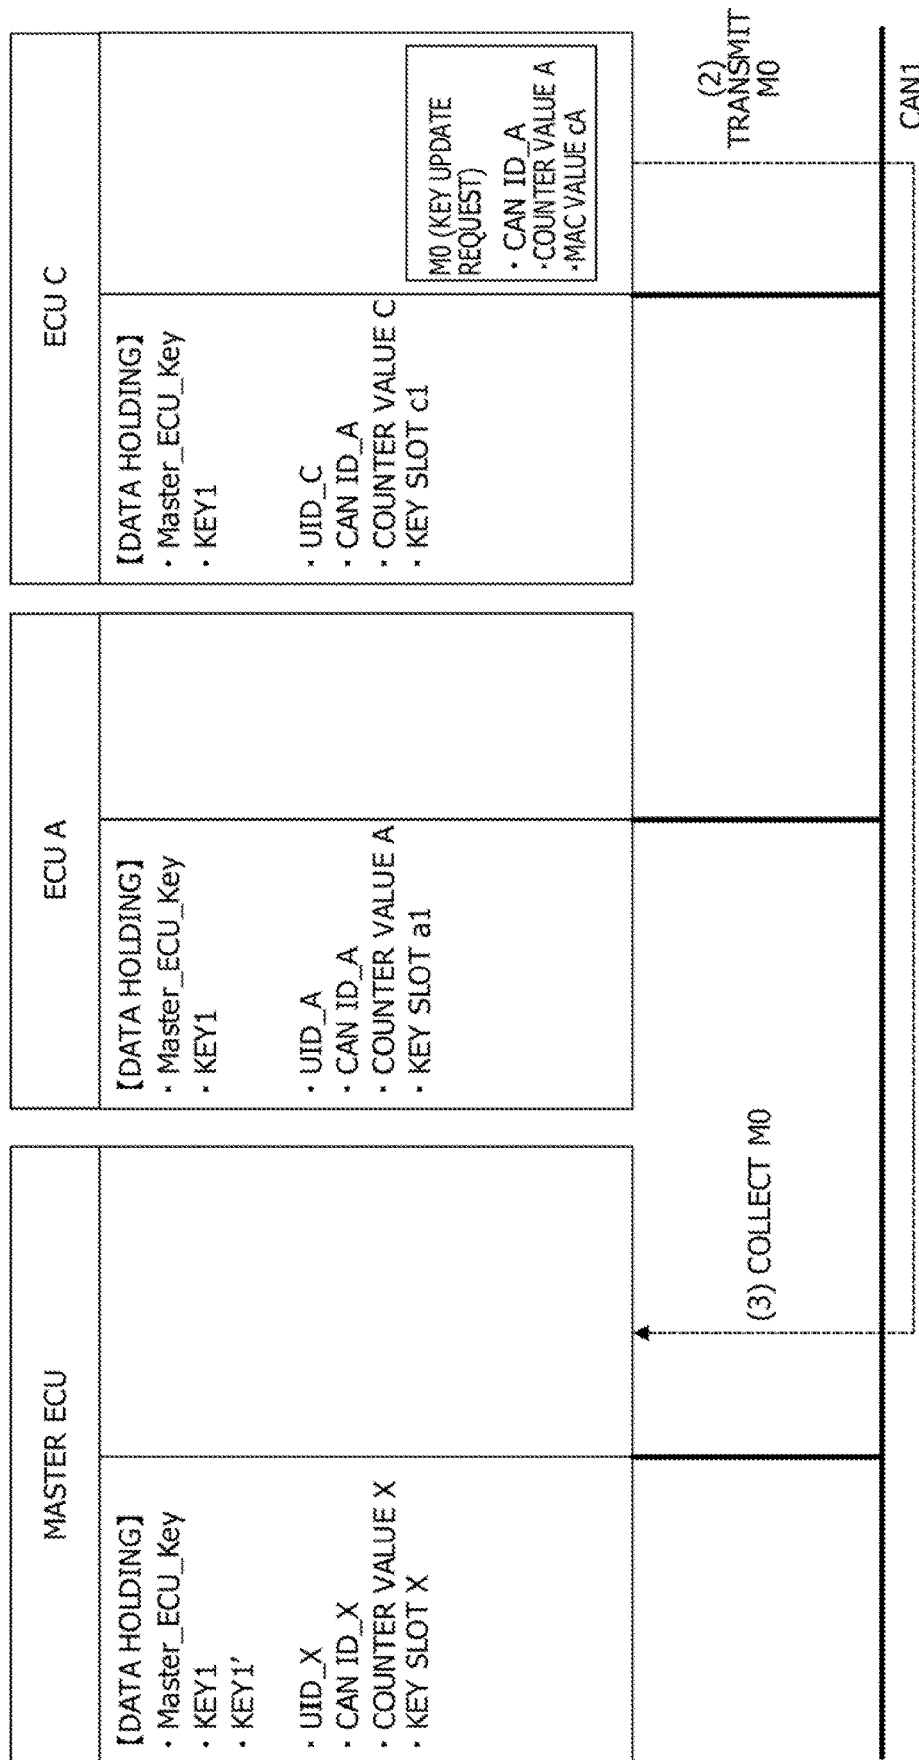 MASTER ECU
【DATA HOLDING】
・Master_ECU_Key
・KEY1
・KEY1'
・UID_X
・CAN ID_X
・COUNTER VALUE X
・KEY SLOT X
ECU A
【DATA HOLDING】
・Master_ECU_Key
・KEY1
・UID_A
・CAN ID_A
・COUNTER VALUE A
・KEY SLOT a1
ECU C
【DATA HOLDING】
・Master_ECU_Key
・KEY1
・UID_C
・CAN ID_A
・COUNTER VALUE C
・KEY SLOT c1
M0 (KEY UPDATE
REQUEST)
・CAN ID_A
・COUNTER VALUE A
・MAC VALUE cA
(3) COLLECT M0
(2)
TRANSMIT
M0
CAN1